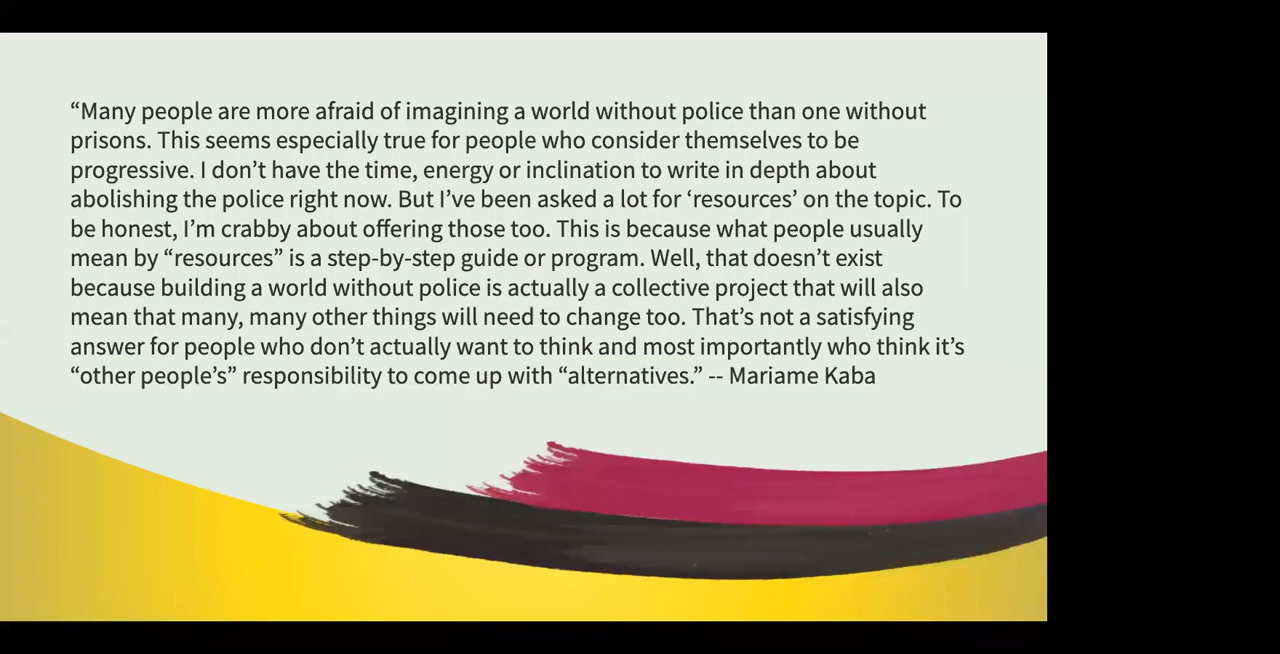 “Many people are more afraid of imagining a world without police than one without
prisons. This seems especially true for people who consider themselves to be
progressive. I don’t have the time, energy or inclination to write in depth about
abolishing the police right now. But I’ve been asked a lot for ‘resources’ on the topic. To
be honest, I’m crabby about offering those too. This is because what people usually
mean by “resources” is a step-by-step guide or program. Well, that doesn’t exist
because building a world without police is actually a collective project that will also
mean that many, many other things will need to change too. That’s not a satisfying
answer for people who don’t actually want to think and most importantly who think it’s
“other people’s” responsibility to come up with “alternatives.” -- Mariame Kaba